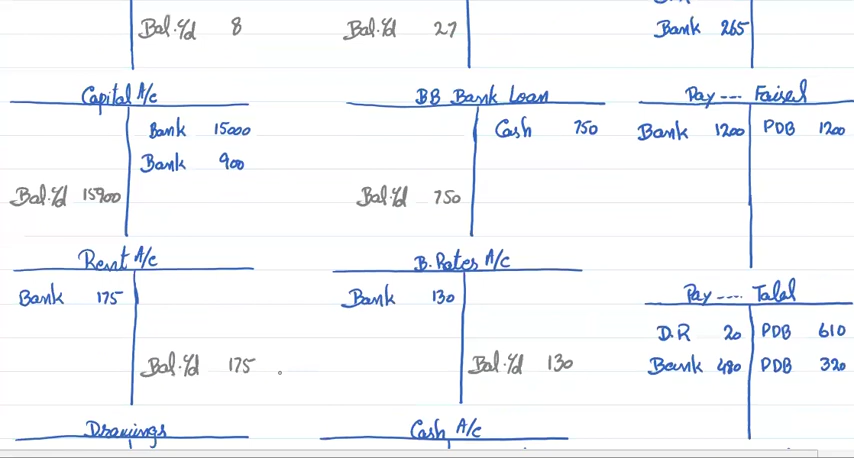 Bal.c/d 8
Bal.c/d 27
Bank 265
Capital A/c
Bank 15000
Bank 900
Bal.c/d 15900
BB Bank Loan
Cash 750
Bal.c/d 750
Pay --- Faisel
Bank 1200 PDB 1200
Rent A/c
Bank 175
Bal.c/d 175
B. Rates A/c
Bank 130
Bal.c/d 130
Pay ---- Talal
D.R 20 PDB 610
Bank 480 PDB 320
Drawings
Cash A/c